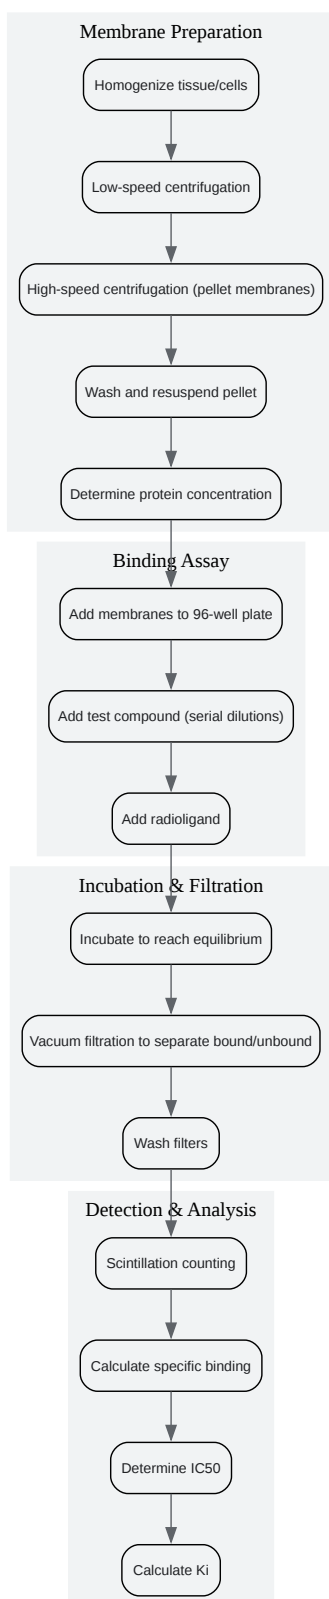 Membrane Preparation
Homogenize tissue/cells
Low-speed centrifugation
High-speed centrifugation (pellet membranes)
Wash and resuspend pellet
Determine protein concentration
Binding Assay
Add membranes to 96-well plate
Add test compound (serial dilutions)
Add radioligand
Incubation & Filtration
Incubate to reach equilibrium
Vacuum filtration to separate bound/unbound
Wash filters
Detection & Analysis
Scintillation counting
Calculate specific binding
Determine IC50
Calculate Ki